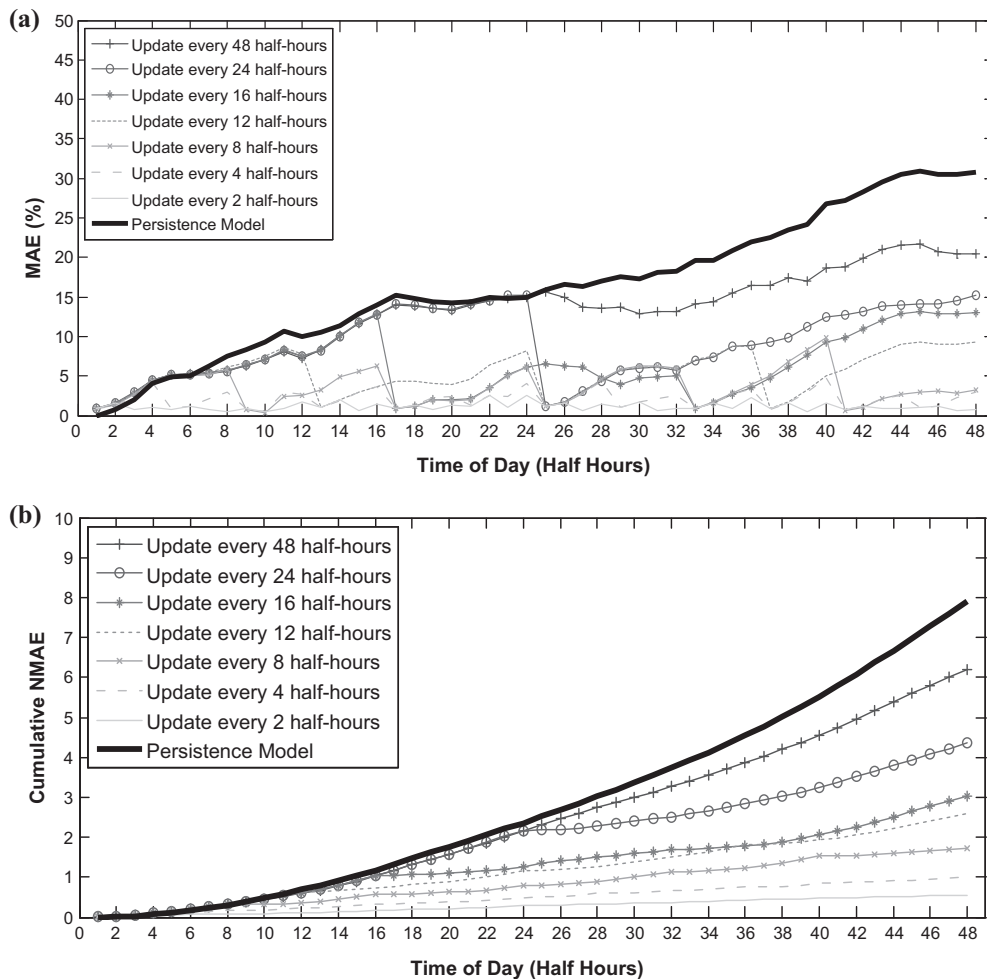 (a)
50
45
40
35
30
25
20
15
10
5
0
MAE (%)
Update every 48 half-hours
Update every 24 half-hours
Update every 16 half-hours
Update every 12 half-hours
Update every 8 half-hours
Update every 4 half-hours
Update every 2 half-hours
Persistence Model
0 2 4 6 8 10 12 14 16 18 20 22 24 26 28 30 32 34 36 38 40 42 44 46 48
Time of Day (Half Hours)
(b)
10
9
8
7
6
5
4
3
2
1
0
Cumulative NMAE
Update every 48 half-hours
Update every 24 half-hours
Update every 16 half-hours
Update every 12 half-hours
Update every 8 half-hours
Update every 4 half-hours
Update every 2 half-hours
Persistence Model
0 2 4 6 8 10 12 14 16 18 20 22 24 26 28 30 32 34 36 38 40 42 44 46 48
Time of Day (Half Hours)